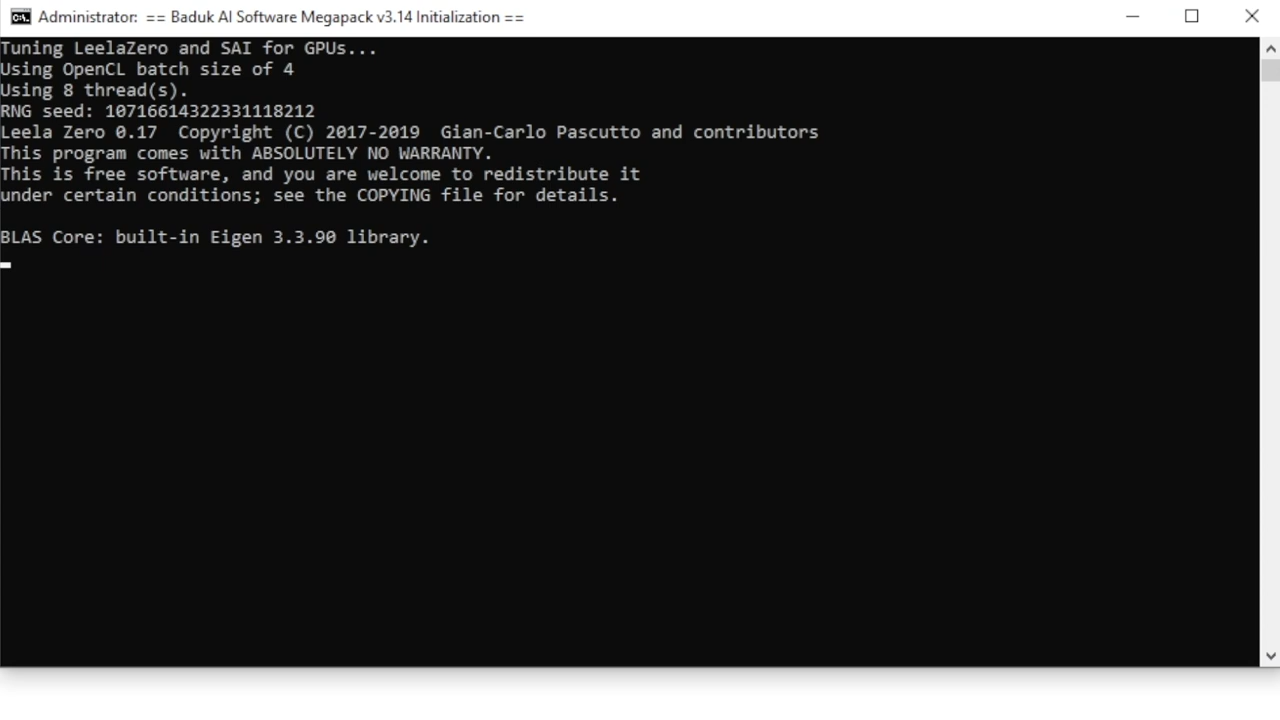 Administrator: == Baduk AI Software Megapack v3.14 Initialization ==
Tuning LeelaZero and SAI for GPUs...
Using OpenCL batch size of 4
Using 8 thread(s).
RNG seed: 10716614322331118212
Leela Zero 0.17  Copyright (C) 2017-2019  Gian-Carlo Pascutto and contributors
This program comes with ABSOLUTELY NO WARRANTY.
This is free software, and you are welcome to redistribute it
under certain conditions; see the COPYING file for details.
BLAS Core: built-in Eigen 3.3.90 library.